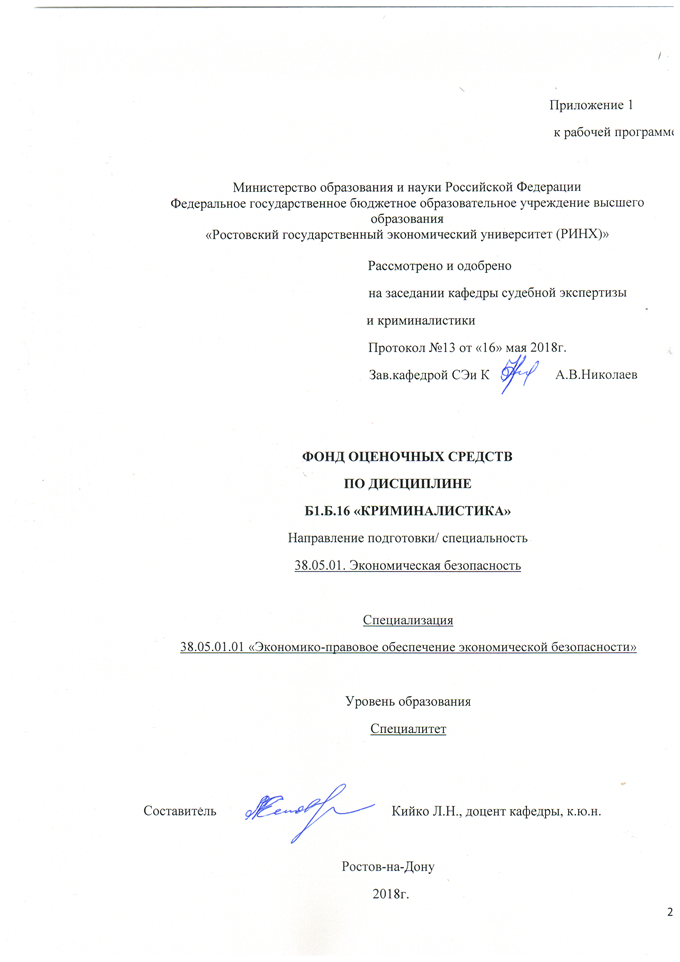 Приложение 1
к рабочей программе
Министерство образования и науки Российской Федерации
Федеральное государственное бюджетное образовательное учреждение высшего
образования
«Ростовский государственный экономический университет (РИНХ)»
Рассмотрено и одобрено
на заседании кафедры судебной экспертизы
и криминалистики
Протокол №13 от «16» мая 2018г.
Зав.кафедрой СЭи К А.В.Николаев
ФОНД ОЦЕНОЧНЫХ СРЕДСТВ
ПО ДИСЦИПЛИНЕ
Б1.Б.16 «КРИМИНАЛИСТИКА»
Направление подготовки/ специальность
38.05.01. Экономическая безопасность
Специализация
38.05.01.01 «Экономико-правовое обеспечение экономической безопасности»
Уровень образования
Специалитет
Составитель Кийко Л.Н., доцент кафедры, к.ю.н.
Ростов-на-Дону
2018г.
2